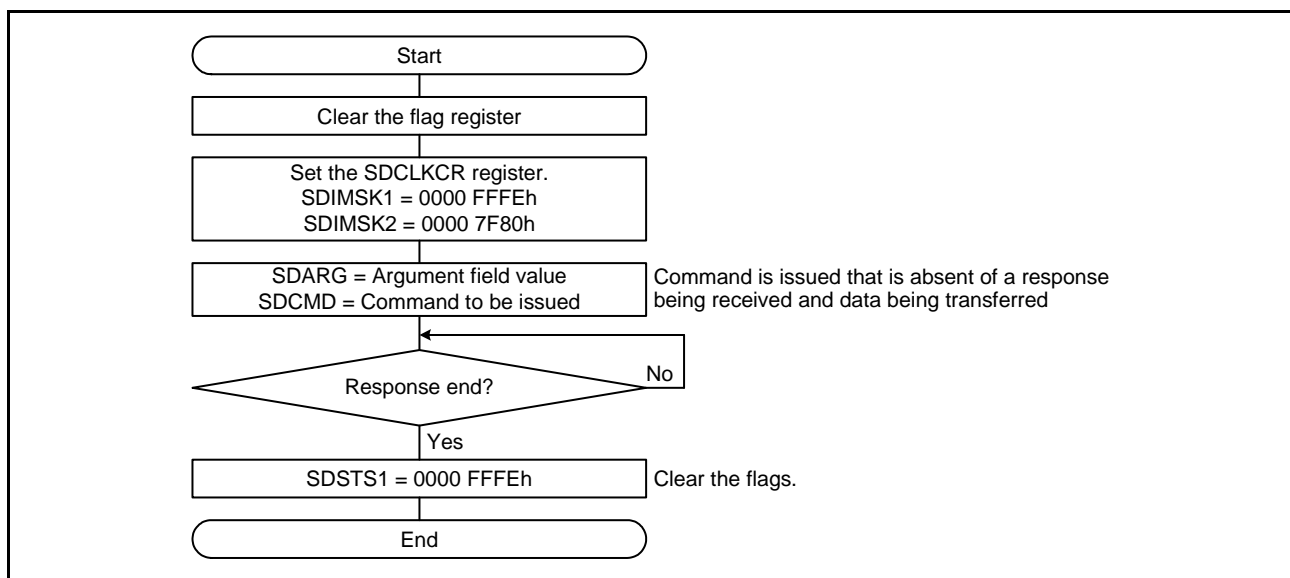 Start
Clear the flag register
Set the SDCLKCR register.
SDIMSK1 = 0000 FFFEh
SDIMSK2 = 0000 7F80h
SDARG = Argument field value
SDCMD = Command to be issued
Command is issued that is absent of a response
being received and data being transferred
Response end?
No
Yes
SDSTS1 = 0000 FFFEh
Clear the flags.
End